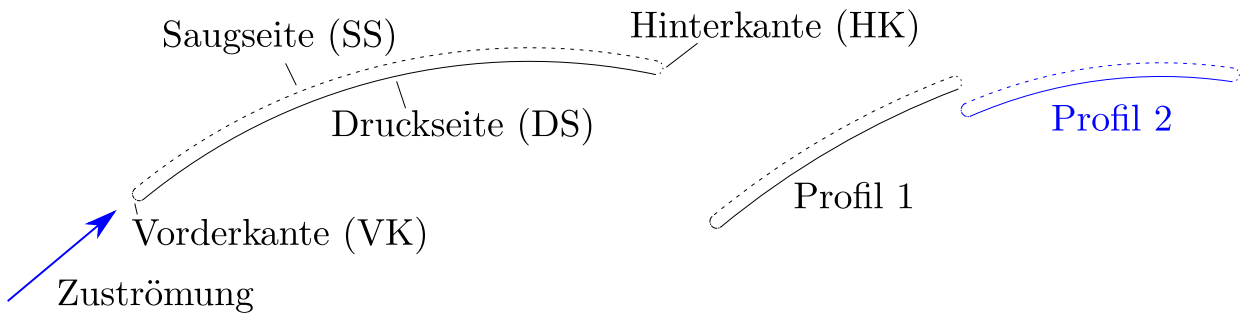 Saugseite (SS)
Hinterkante (HK)
Druckseite (DS)
Profil 2
Profil 1
Vorderkante (VK)
Zuströmung